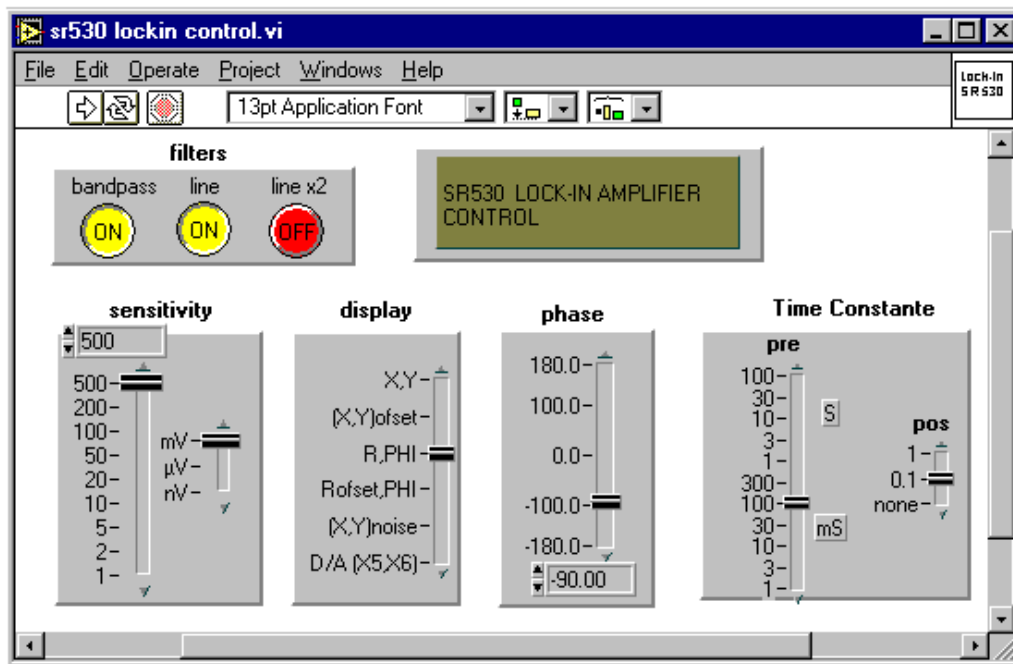 sr530 lockin control.vi
File Edit Operate Project Windows Help
Lock-In
SR530
13pt Application Font
filters
bandpass line line x2
ON ON OFF
SR530 LOCK-IN AMPLIFIER
CONTROL
sensitivity
500
500
200
100
50
20
10
5
2
1
mV
µV
nV
display
X,Y
(X,Y)ofset
R,PHI
Rofset,PHI
(X,Y)noise
D/A (X5,X6)
phase
180.0
100.0
0.0
-100.0
-180.0
-90.00
Time Constante
pre
100
30
10
3
1
300
100
30
10
3
1
S
mS
pos
1
0.1
none